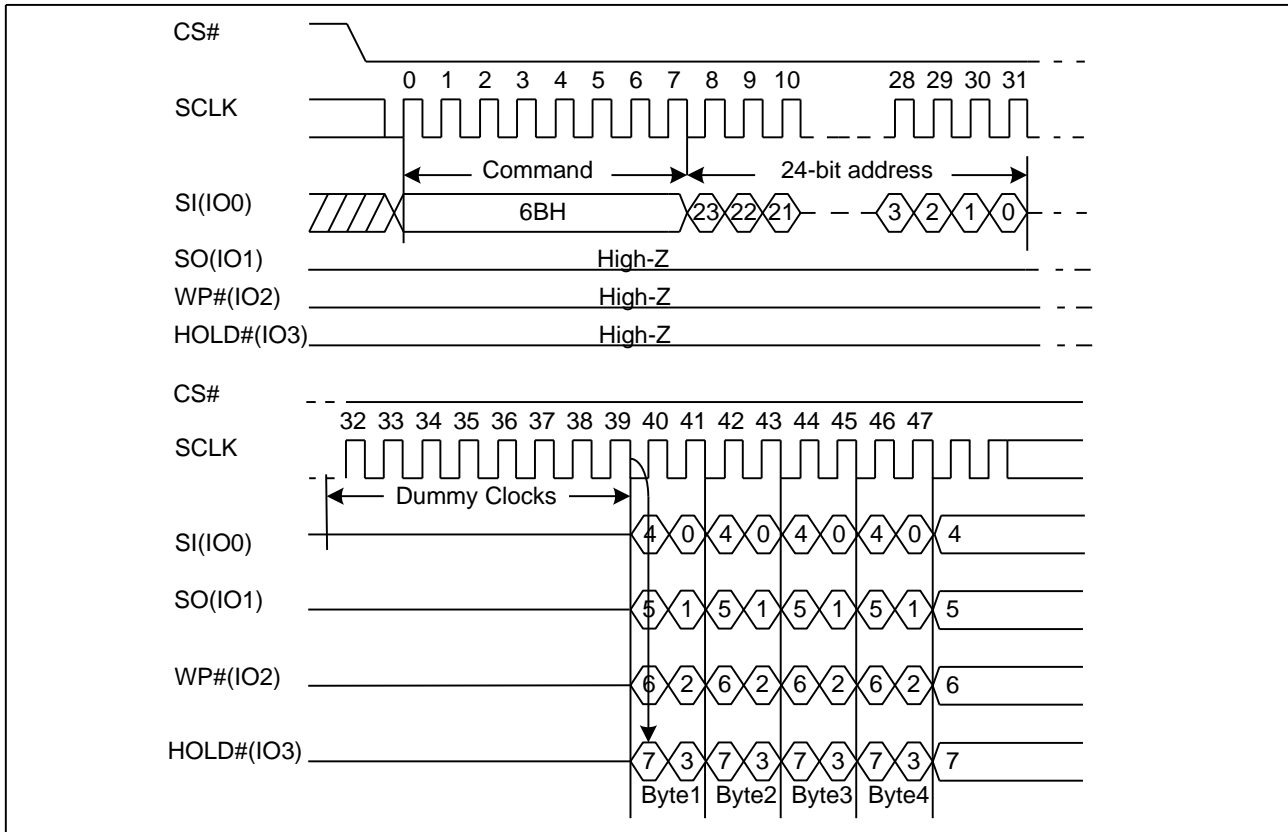 CS#
0 1 2 3 4 5 6 7 8 9 10 28 29 30 31
SCLK
Command 24-bit address
SI(IO0) 6BH 23 22 21 3 2 1 0
SO(IO1) High-Z
WP#(IO2) High-Z
HOLD#(IO3) High-Z
CS#
32 33 34 35 36 37 38 39 40 41 42 43 44 45 46 47
SCLK
Dummy Clocks
SI(IO0) 4 0 4 0 4 0 4 0 4
SO(IO1) 5 1 5 1 5 1 5 1 5
WP#(IO2) 6 2 6 2 6 2 6 2 6
HOLD#(IO3) 7 3 7 3 7 3 7 3 7
Byte1 Byte2 Byte3 Byte4